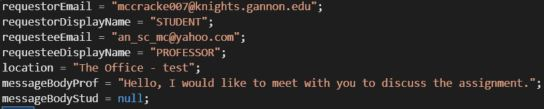 requestorEmail = "mccracke007@knights.gannon.edu";
requestorDisplayName = "STUDENT";
requesteeEmail = "an_sc_mc@yahoo.com";
requesteeDisplayName = "PROFESSOR";
location = "The Office - test";
messageBodyProf = "Hello, I would like to meet with you to discuss the assignment.";
messageBodyStud = null;